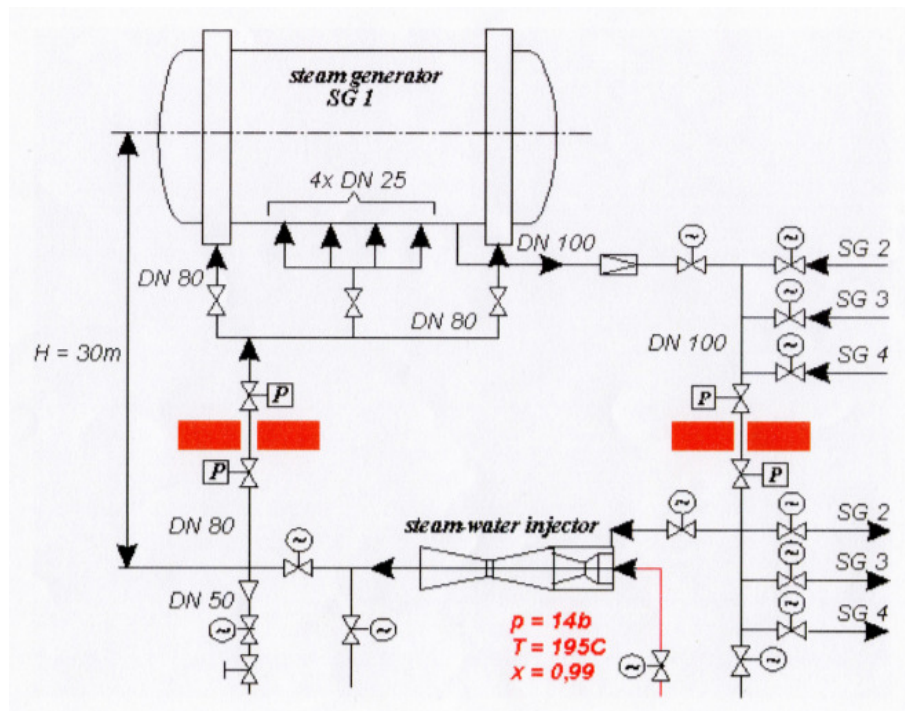 steam generator
SG 1
4x DN 25
DN 80
DN 100
SG 2
SG 3
DN 80
DN 100
SG 4
H = 30m
P
P
P
P
DN 80
steam-water injector
SG 2
SG 3
DN 50
SG 4
p = 14b
T = 195C
x = 0,99